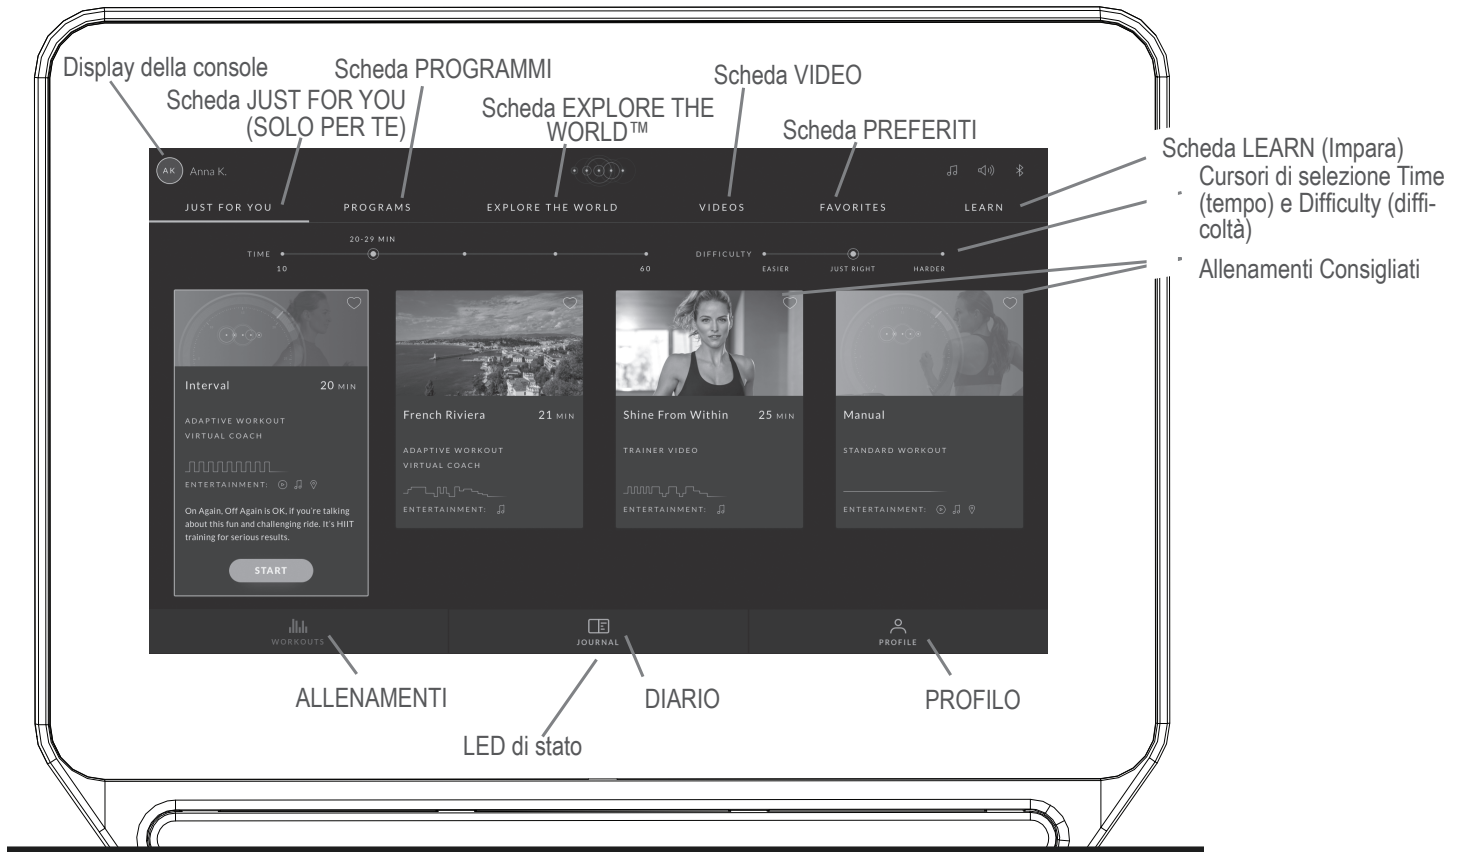 Display della console
Scheda PROGRAMMI
Scheda VIDEO
Scheda JUST FOR YOU
(SOLO PER TE)
Scheda EXPLORE THE
WORLD™
Scheda PREFERITI
Scheda LEARN (Impara)
Cursori di selezione Time
(tempo) e Difficulty (diffi-
coltà)
Allenamenti Consigliati
AK Anna K.
JUST FOR YOU PROGRAMS EXPLORE THE WORLD VIDEOS FAVORITES LEARN
20-29 MIN
TIME DIFFICULTY
10 60 EASIER JUST RIGHT HARDER
Interval 20 MIN
ADAPTIVE WORKOUT
VIRTUAL COACH
ENTERTAINMENT:
On Again, Off Again is OK, if you're talking
about this fun and challenging ride. It's HIIT
training for serious results.
START
French Riviera 21 MIN
ADAPTIVE WORKOUT
VIRTUAL COACH
ENTERTAINMENT:
Shine From Within 25 MIN
TRAINER VIDEO
ENTERTAINMENT:
Manual
STANDARD WORKOUT
ENTERTAINMENT:
WORKOUTS JOURNAL PROFILE
ALLENAMENTI
DIARIO
PROFILO
LED di stato